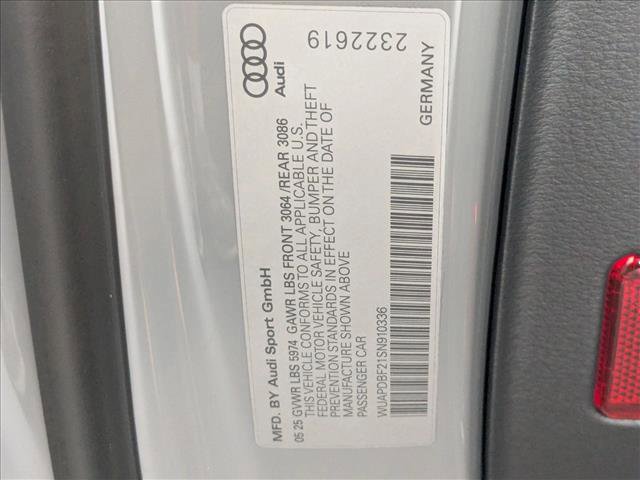 MFD. BY Audi Sport GmbH
Audi
05 25 GVWR LBS 5974 GAWR LBS FRONT 3064 /REAR 3086
THIS VEHICLE CONFORMS TO ALL APPLICABLE U.S.
FEDERAL MOTOR VEHICLE SAFETY, BUMPER AND THEFT
PREVENTION STANDARDS IN EFFECT ON THE DATE OF
MANUFACTURE SHOWN ABOVE
PASSENGER CAR
WUAPDBF21SN910336
GERMANY
2322619